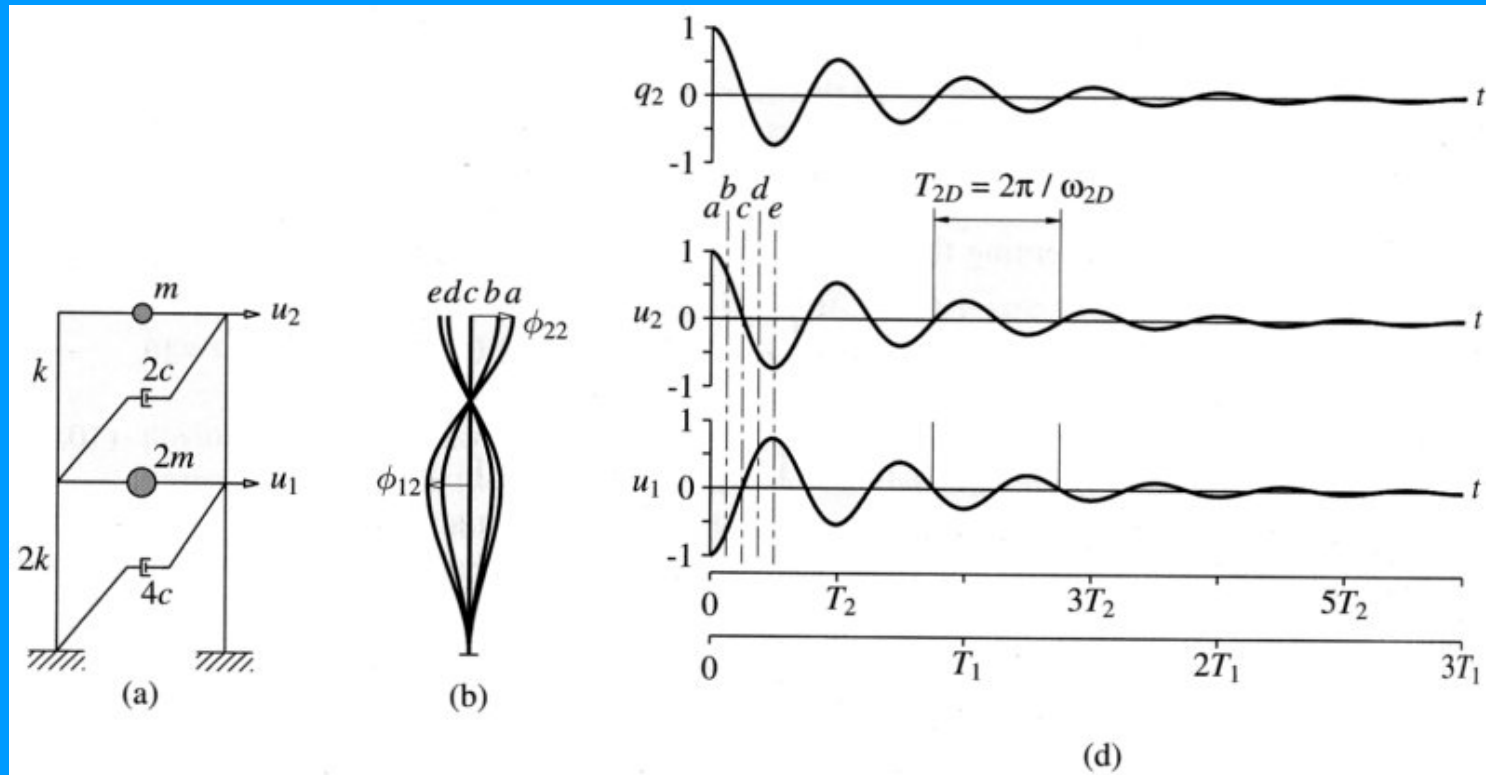 m
u₂
k
2c
2m
u₁
2k
4c
(a)
e d c b a
ϕ₂₂
ϕ₁₂
(b)
1
q₂ 0 t
-1
a b c d e
T₂D = 2π / ω₂D
1
u₂ 0 t
-1
1
u₁ 0 t
-1
0 T₂ 3T₂ 5T₂
0 T₁ 2T₁ 3T₁
(d)